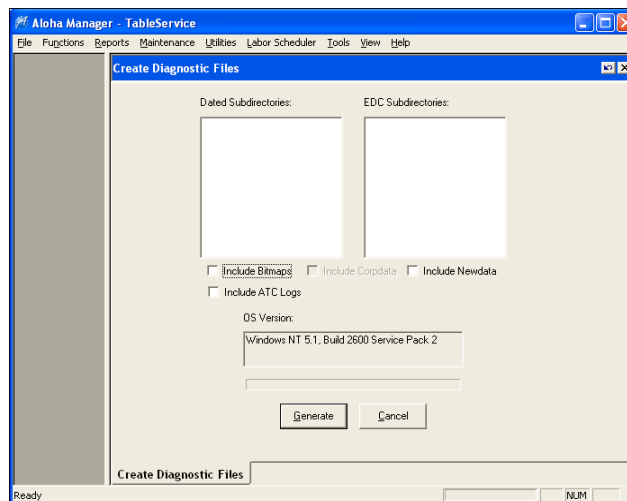 Aloha Manager - TableService
File Functions Reports Maintenance Utilities Labor Scheduler Tools View Help
Create Diagnostic Files
Dated Subdirectories: EDC Subdirectories:
Include Bitmaps Include Corpdata Include Newdata
Include ATC Logs
OS Version:
Windows NT 5.1, Build 2600 Service Pack 2
Generate Cancel
Create Diagnostic Files
Ready NUM